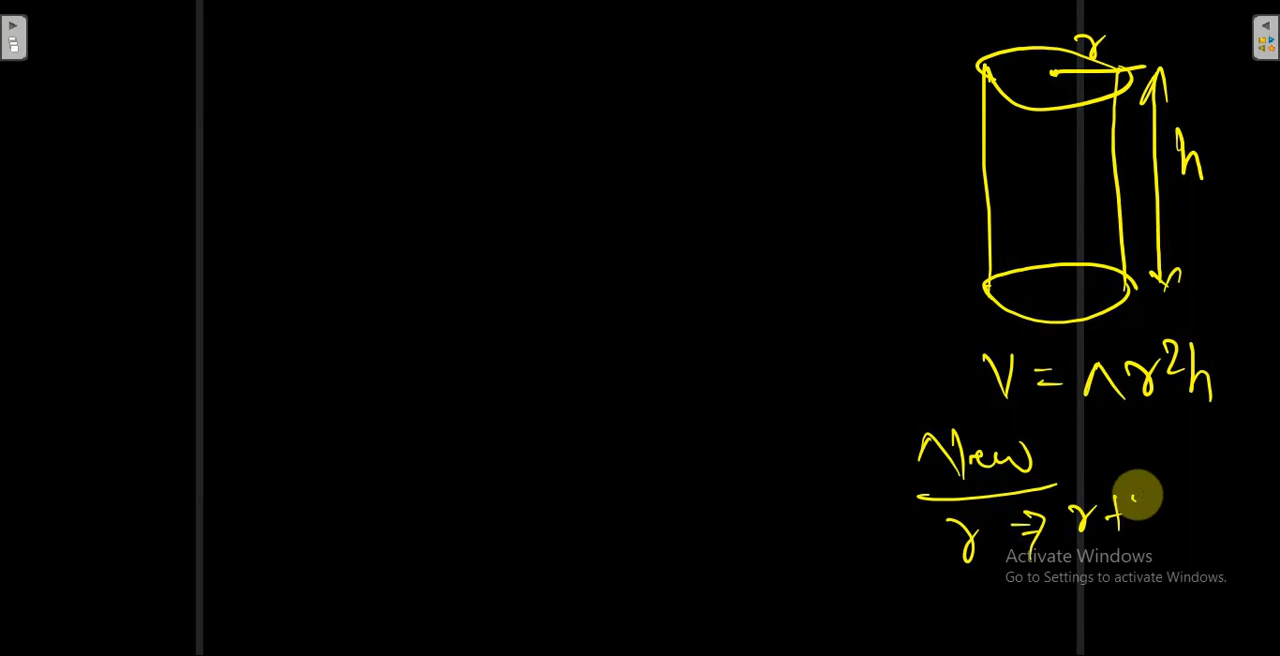 r
h
V = πr²h
New
r → r +
Activate Windows
Go to Settings to activate Windows.